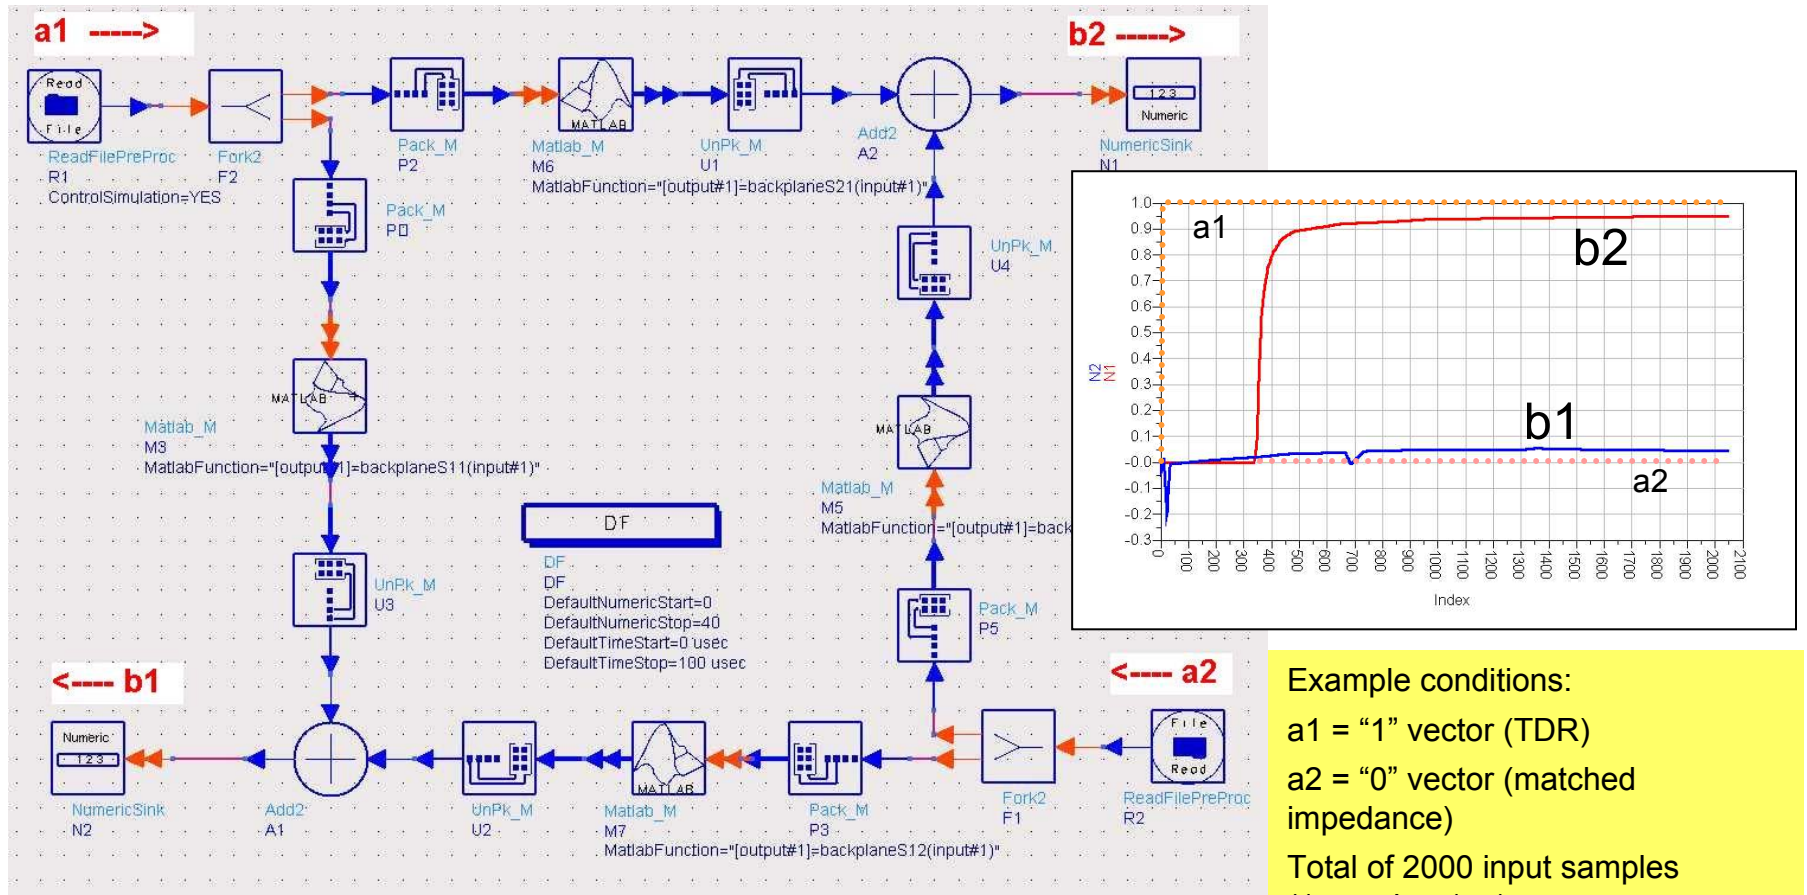 a1 ----->
b2 ----->
Read
File
ReadFilePreProc
R1
ControlSimulation=YES
Fork2
F2
Pack_M
P2
MATLAB
Matlab_M
M6
MatlabFunction="[output#1]=backplaneS21(input#1)"
UnPk_M
U1
Add2
A2
123
Numeric
NumericSink
N1
Pack_M
UnPk_M
U4
MATLAB
Matlab_M
M3
MatlabFunction="[output#1]=backplaneS11(input#1)"
MATLAB
Matlab_M
M5
MatlabFunction="[output#1]=back
UnPk_M
U3
DF
DF
DF
DefaultNumericStart=0
DefaultNumericStop=40
DefaultTimeStart=0 usec
DefaultTimeStop=100 usec
Pack_M
P5
<---- b1
<---- a2
Numeric
123
NumericSink
N2
Add2
A1
UnPk_M
U2
MATLAB
Matlab_M
M7
MatlabFunction="[output#1]=backplaneS12(input#1)"
Pack_M
P3
Fork2
F1
File
Read
ReadFilePreProc
R2
N2
N1
1.0
0.9
0.8
0.7
0.6
0.5
0.4
0.3
0.2
0.1
-0.0
-0.1
-0.2
-0.3
a1
b2
b1
a2
0 100 200 300 400 500 600 700 800 900 1000 1100 1200 1300 1400 1500 1600 1700 1800 1900 2000 2100
Index
Example conditions:
a1 = “1” vector (TDR)
a2 = “0” vector (matched
impedance)
Total of 2000 input samples